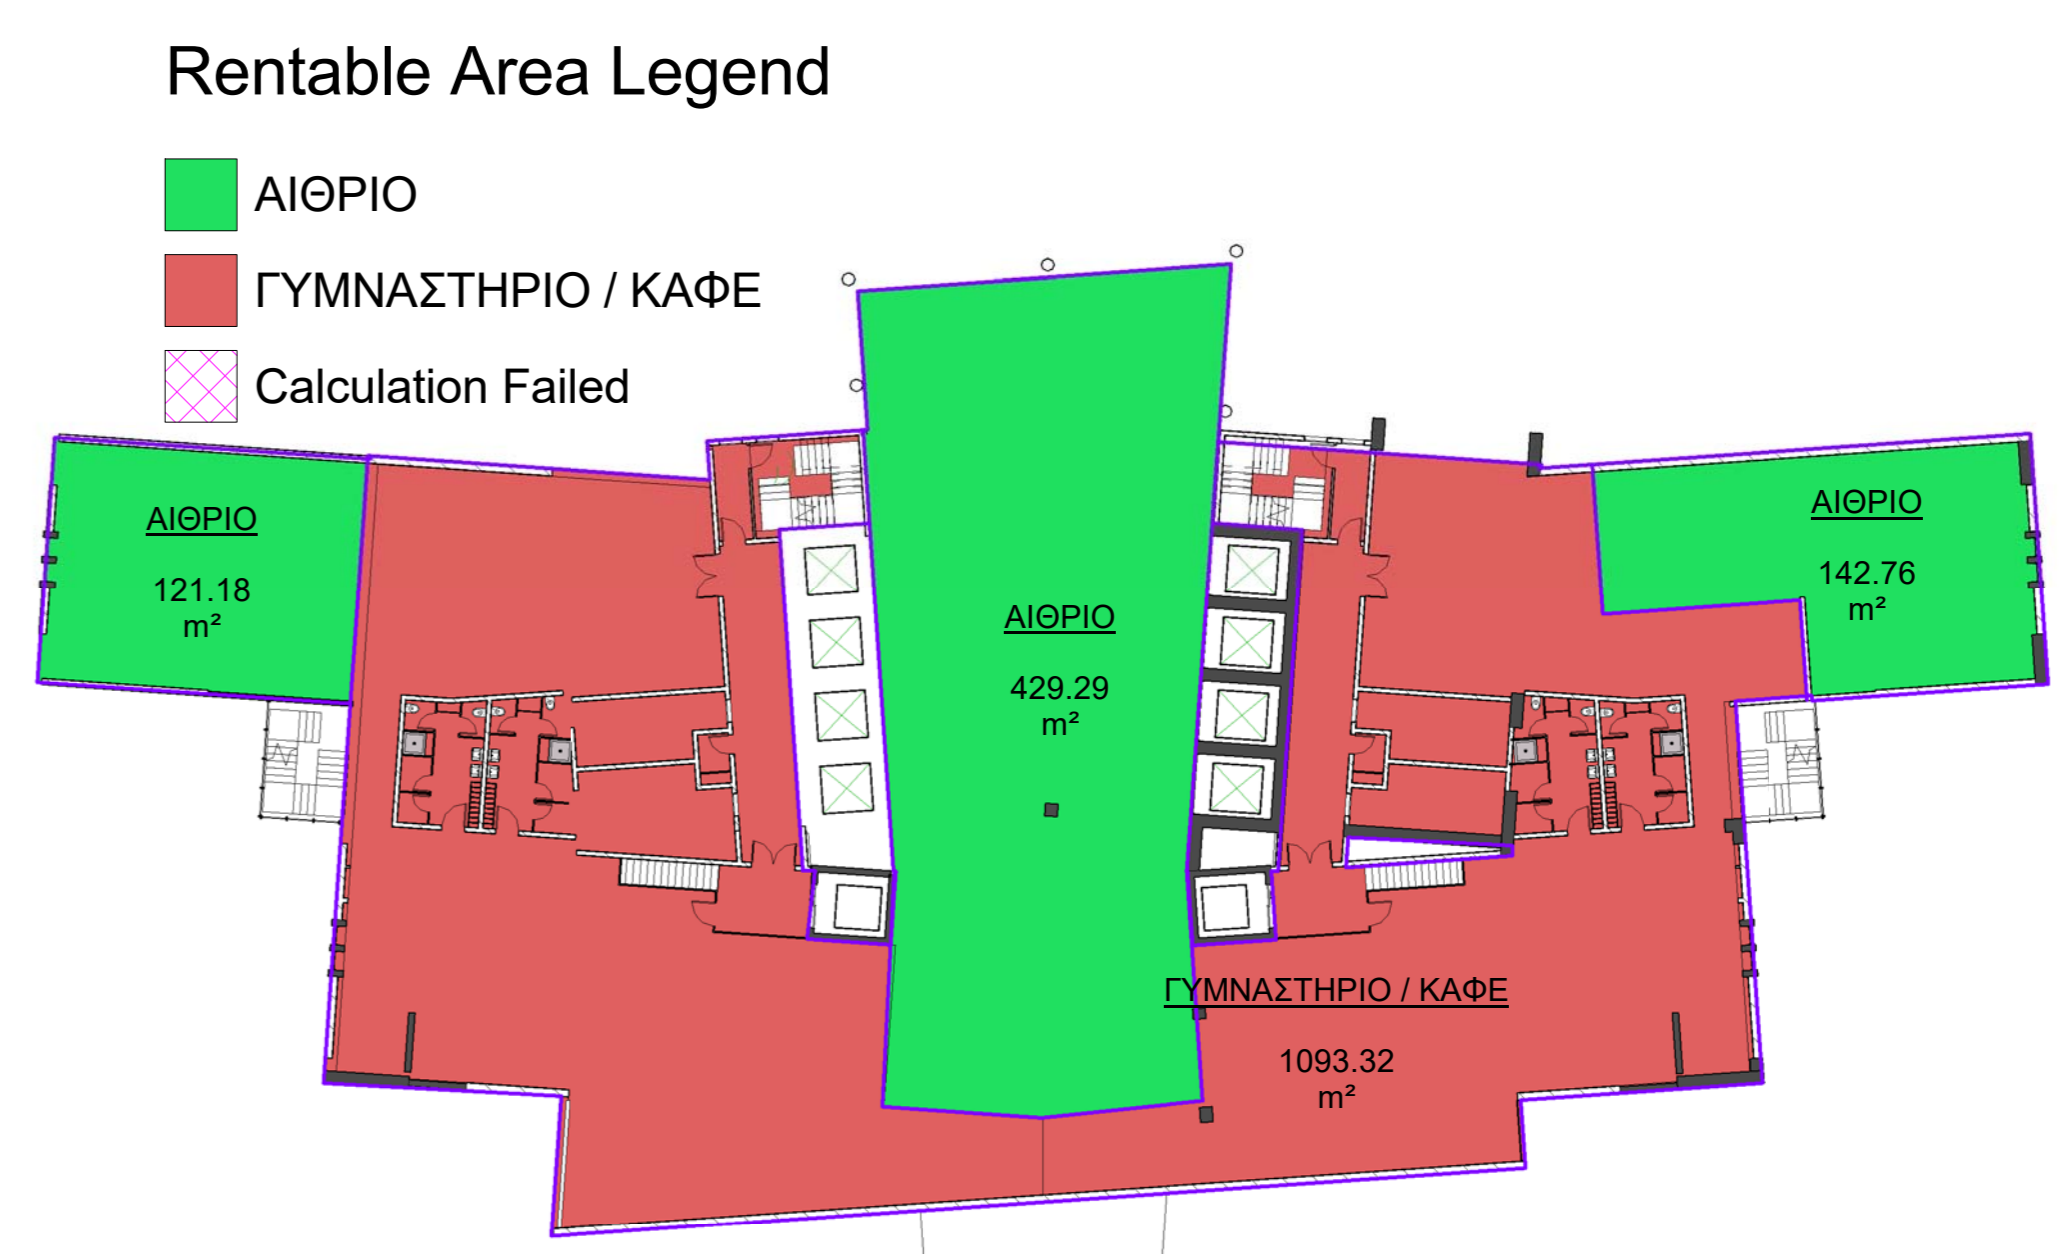 Rentable Area Legend
ΑΙΘΡΙΟ
ΓΥΜΝΑΣΤΗΡΙΟ / ΚΑΦΕ
Calculation Failed
ΑΙΘΡΙΟ
121.18
m²
ΑΙΘΡΙΟ
429.29
m²
ΑΙΘΡΙΟ
142.76
m²
ΓΥΜΝΑΣΤΗΡΙΟ / ΚΑΦΕ
1093.32
m²